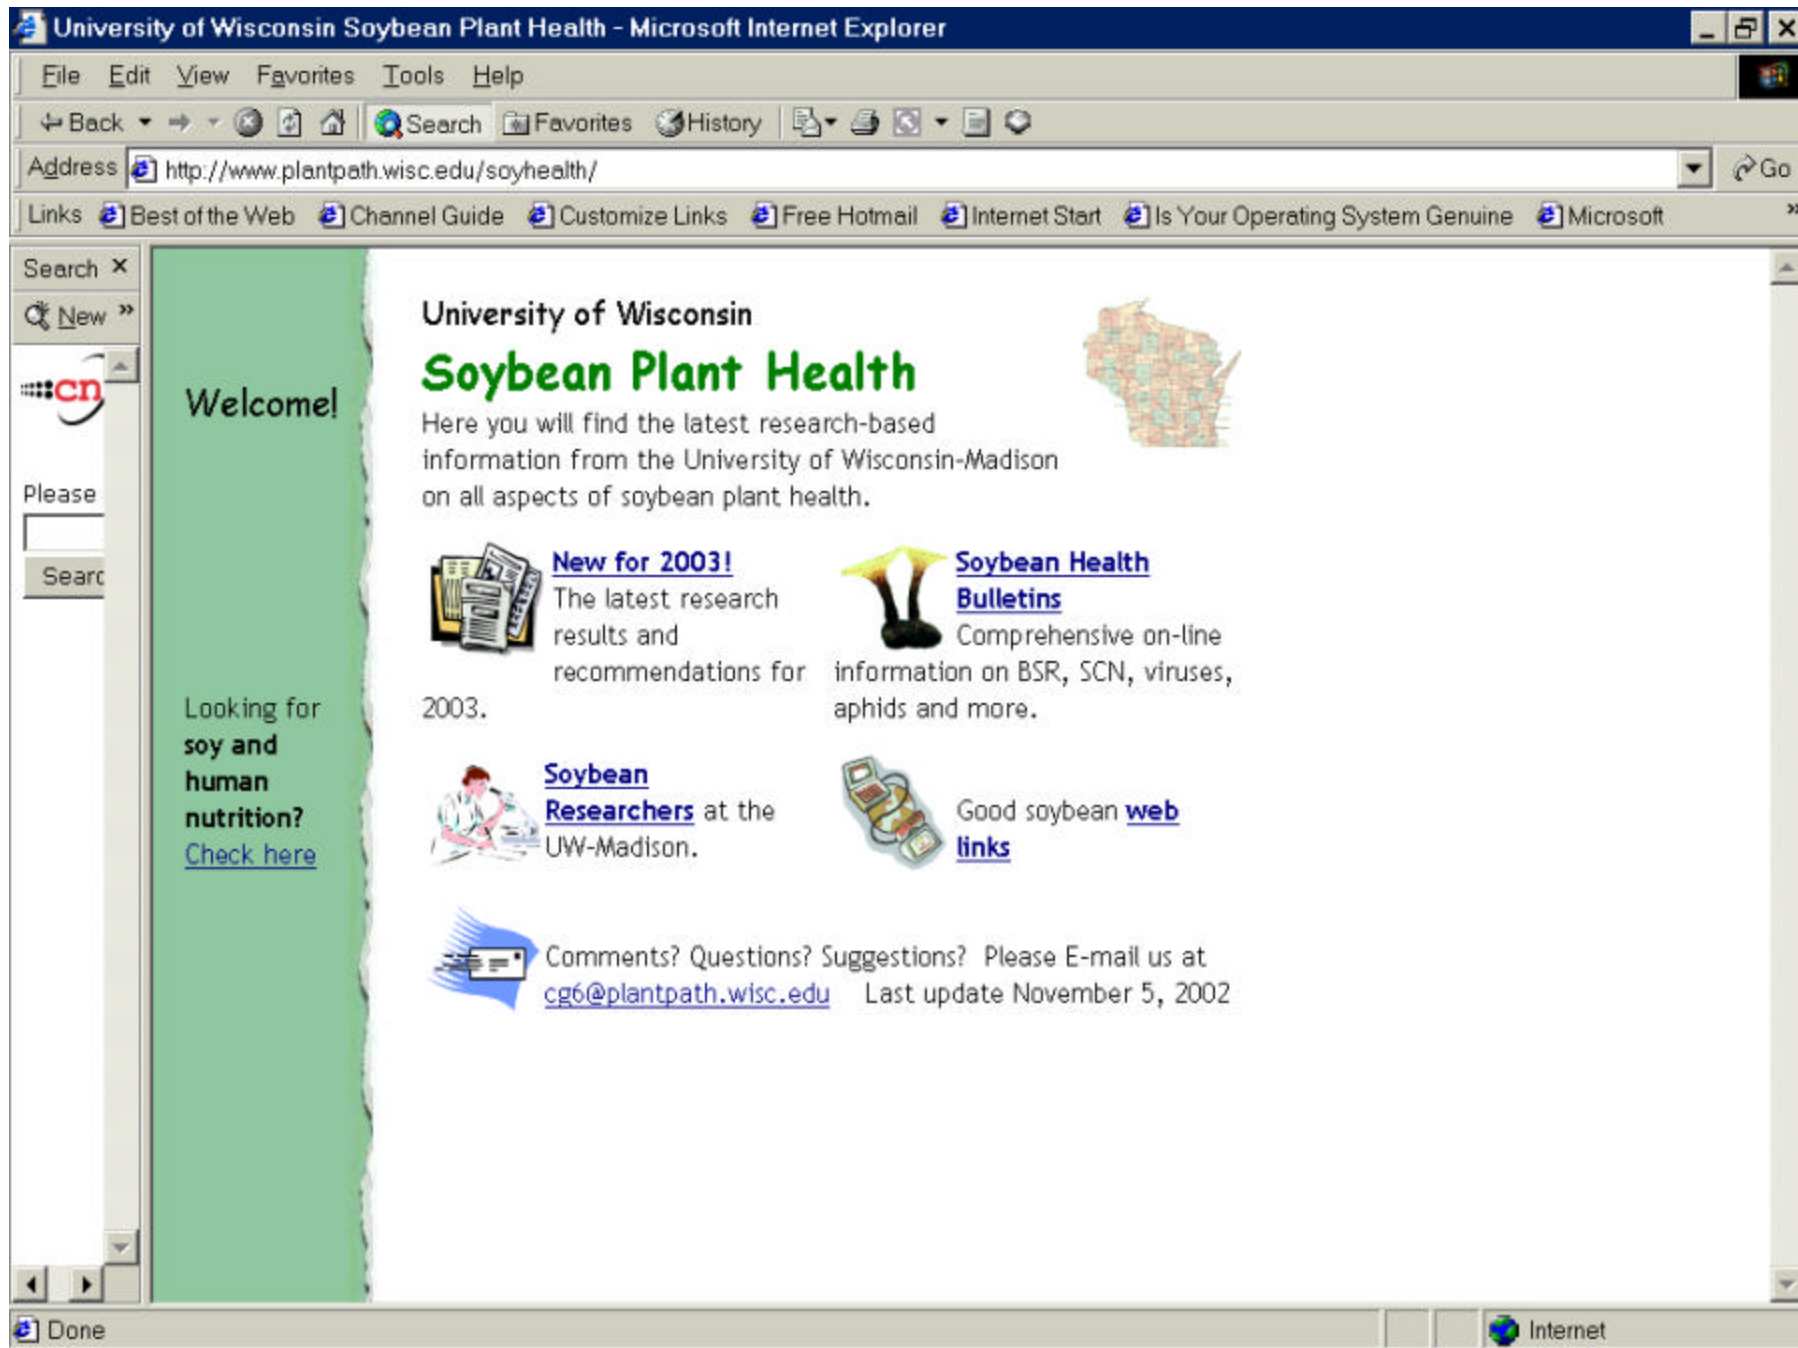 University of Wisconsin Soybean Plant Health - Microsoft Internet Explorer
File Edit View Favorites Tools Help
Back Search Favorites History
Address http://www.plantpath.wisc.edu/soyhealth/ Go
Links Best of the Web Channel Guide Customize Links Free Hotmail Internet Start Is Your Operating System Genuine Microsoft »
Search ×
New »
cn
Please
Searc
Welcome!
Looking for
soy and
human
nutrition?
Check here
University of Wisconsin
Soybean Plant Health
Here you will find the latest research-based
information from the University of Wisconsin-Madison
on all aspects of soybean plant health.
New for 2003!
The latest research
results and
recommendations for
2003.
Soybean Health
Bulletins
Comprehensive on-line
information on BSR, SCN, viruses,
aphids and more.
Soybean
Researchers at the
UW-Madison.
Good soybean web
links
Comments? Questions? Suggestions? Please E-mail us at
cg6@plantpath.wisc.edu Last update November 5, 2002
Done Internet